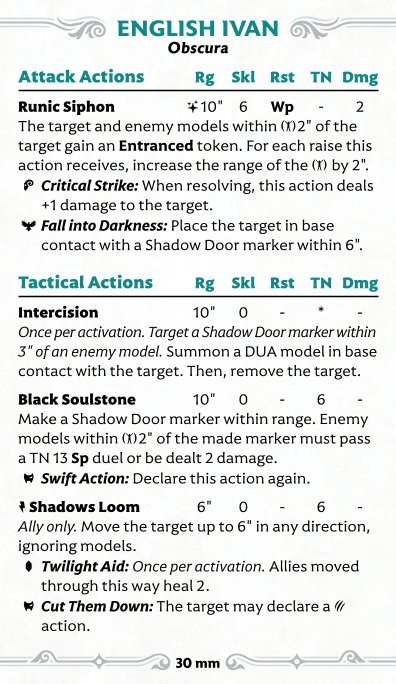 ENGLISH IVAN
Obscura
Attack Actions Rg Skl Rst TN Dmg
Runic Siphon 10" 6 Wp - 2
The target and enemy models within 2" of the
target gain an Entranced token. For each raise this
action receives, increase the range of the by 2".
Critical Strike: When resolving, this action deals
+1 damage to the target.
Fall into Darkness: Place the target in base
contact with a Shadow Door marker within 6".
Tactical Actions Rg Skl Rst TN Dmg
Intercision 10" 0 - * -
Once per activation. Target a Shadow Door marker within
3" of an enemy model. Summon a DUA model in base
contact with the target. Then, remove the target.
Black Soulstone 10" 0 - 6 -
Make a Shadow Door marker within range. Enemy
models within 2" of the made marker must pass
a TN 13 Sp duel or be dealt 2 damage.
Swift Action: Declare this action again.
Shadows Loom 6" 0 - 6 -
Ally only. Move the target up to 6" in any direction,
ignoring models.
Twilight Aid: Once per activation. Allies moved
through this way heal 2.
Cut Them Down: The target may declare a
action.
30 mm